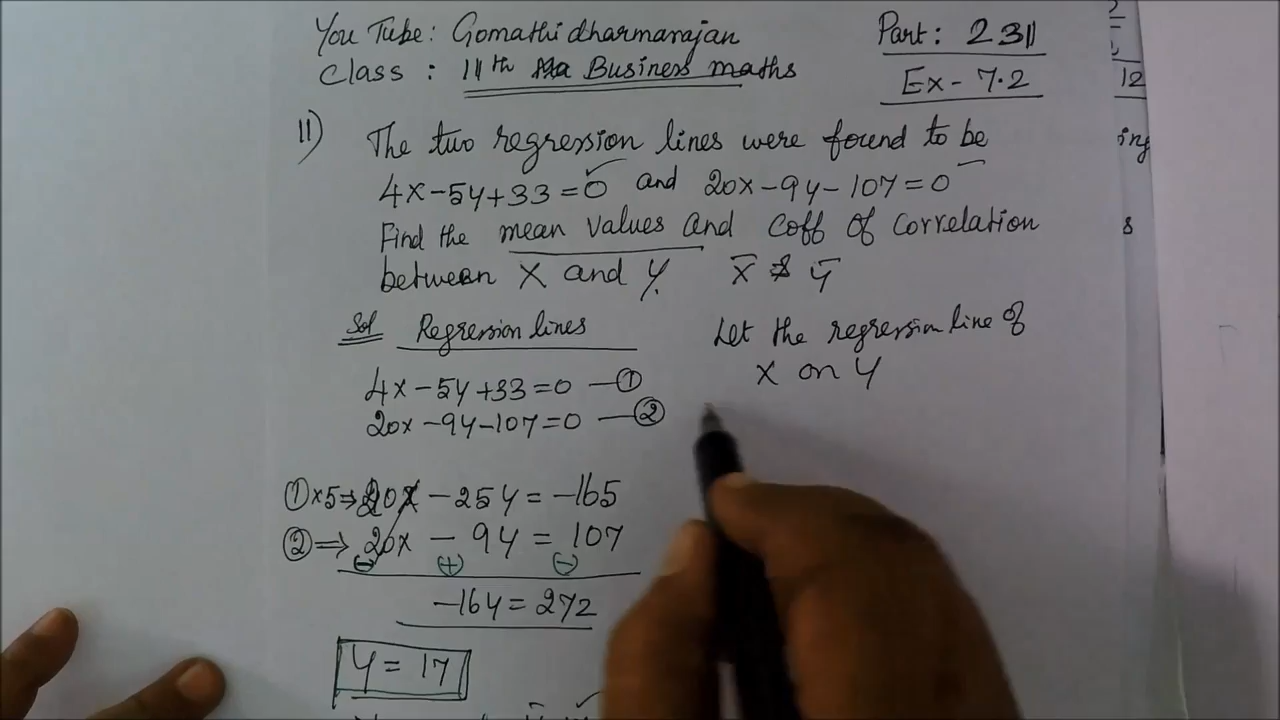 You Tube: Gomathi dharmarajan
Part: 231
Class : 11th Business maths
Ex - 7.2
11) The two regression lines were found to be
4X-5Y+33=0 and 20X-9Y-107=0
Find the mean values and Coff of Correlation
between X and Y. X̄ & Ȳ
Sol Regression lines
4X-5Y+33=0 —①
20X-9Y-107=0 —②
①×5⇒ 20X - 25Y = -165
②⇒ 20X - 9Y = 107
(-) (+) (-)
-16Y = 272
Y = 17
Let the regression line of
X on Y
12
ing
s